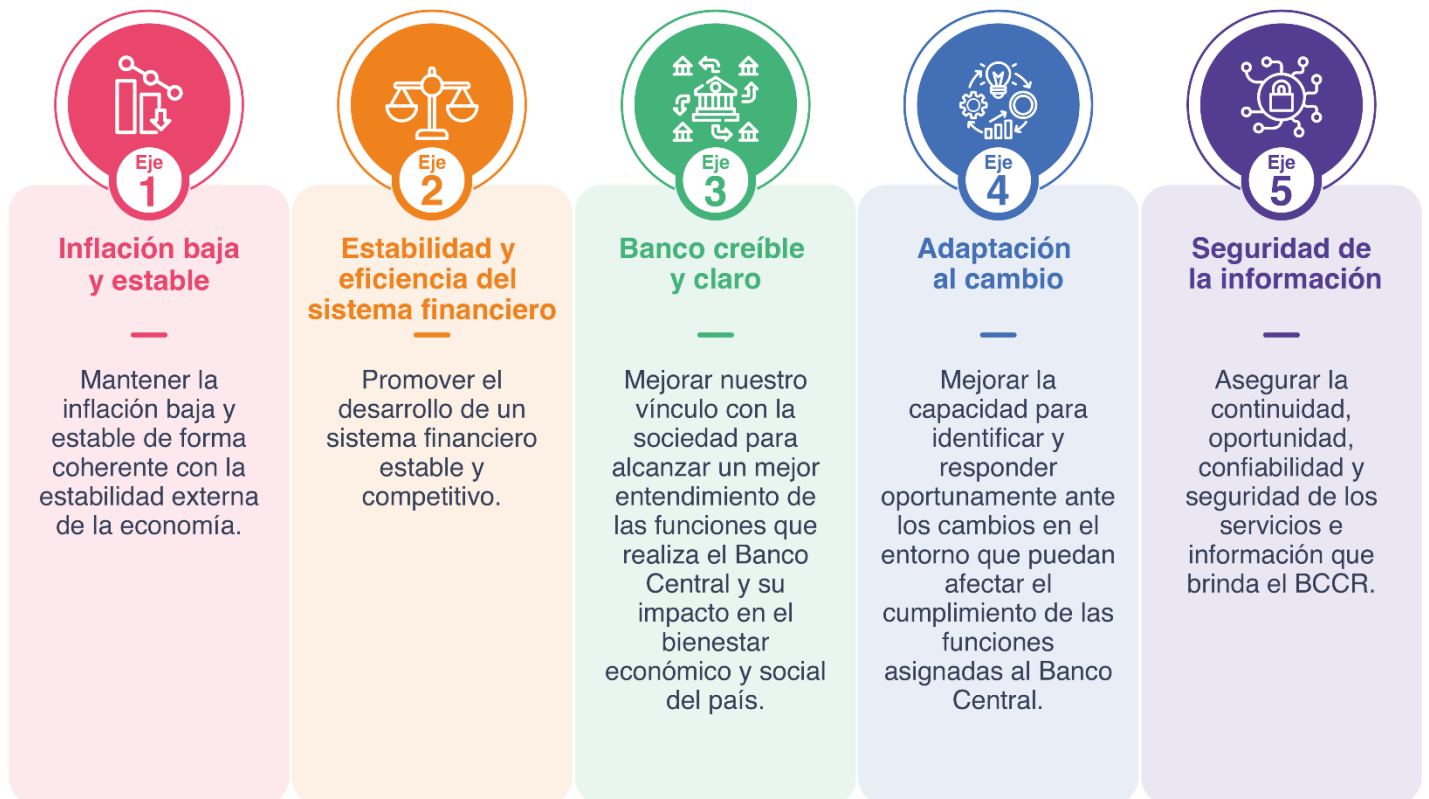 Eje
1
Inflación baja
y estable
Mantener la
inflación baja y
estable de forma
coherente con la
estabilidad externa
de la economía.
Eje
2
Estabilidad y
eficiencia del
sistema financiero
Promover el
desarrollo de un
sistema financiero
estable y
competitivo.
Eje
3
Banco creíble
y claro
Mejorar nuestro
vínculo con la
sociedad para
alcanzar un mejor
entendimiento de
las funciones que
realiza el Banco
Central y su
impacto en el
bienestar
económico y social
del país.
Eje
4
Adaptación
al cambio
Mejorar la
capacidad para
identificar y
responder
oportunamente ante
los cambios en el
entorno que puedan
afectar el
cumplimiento de las
funciones
asignadas al Banco
Central.
Eje
5
Seguridad de
la información
Asegurar la
continuidad,
oportunidad,
confiabilidad y
seguridad de los
servicios e
información que
brinda el BCCR.